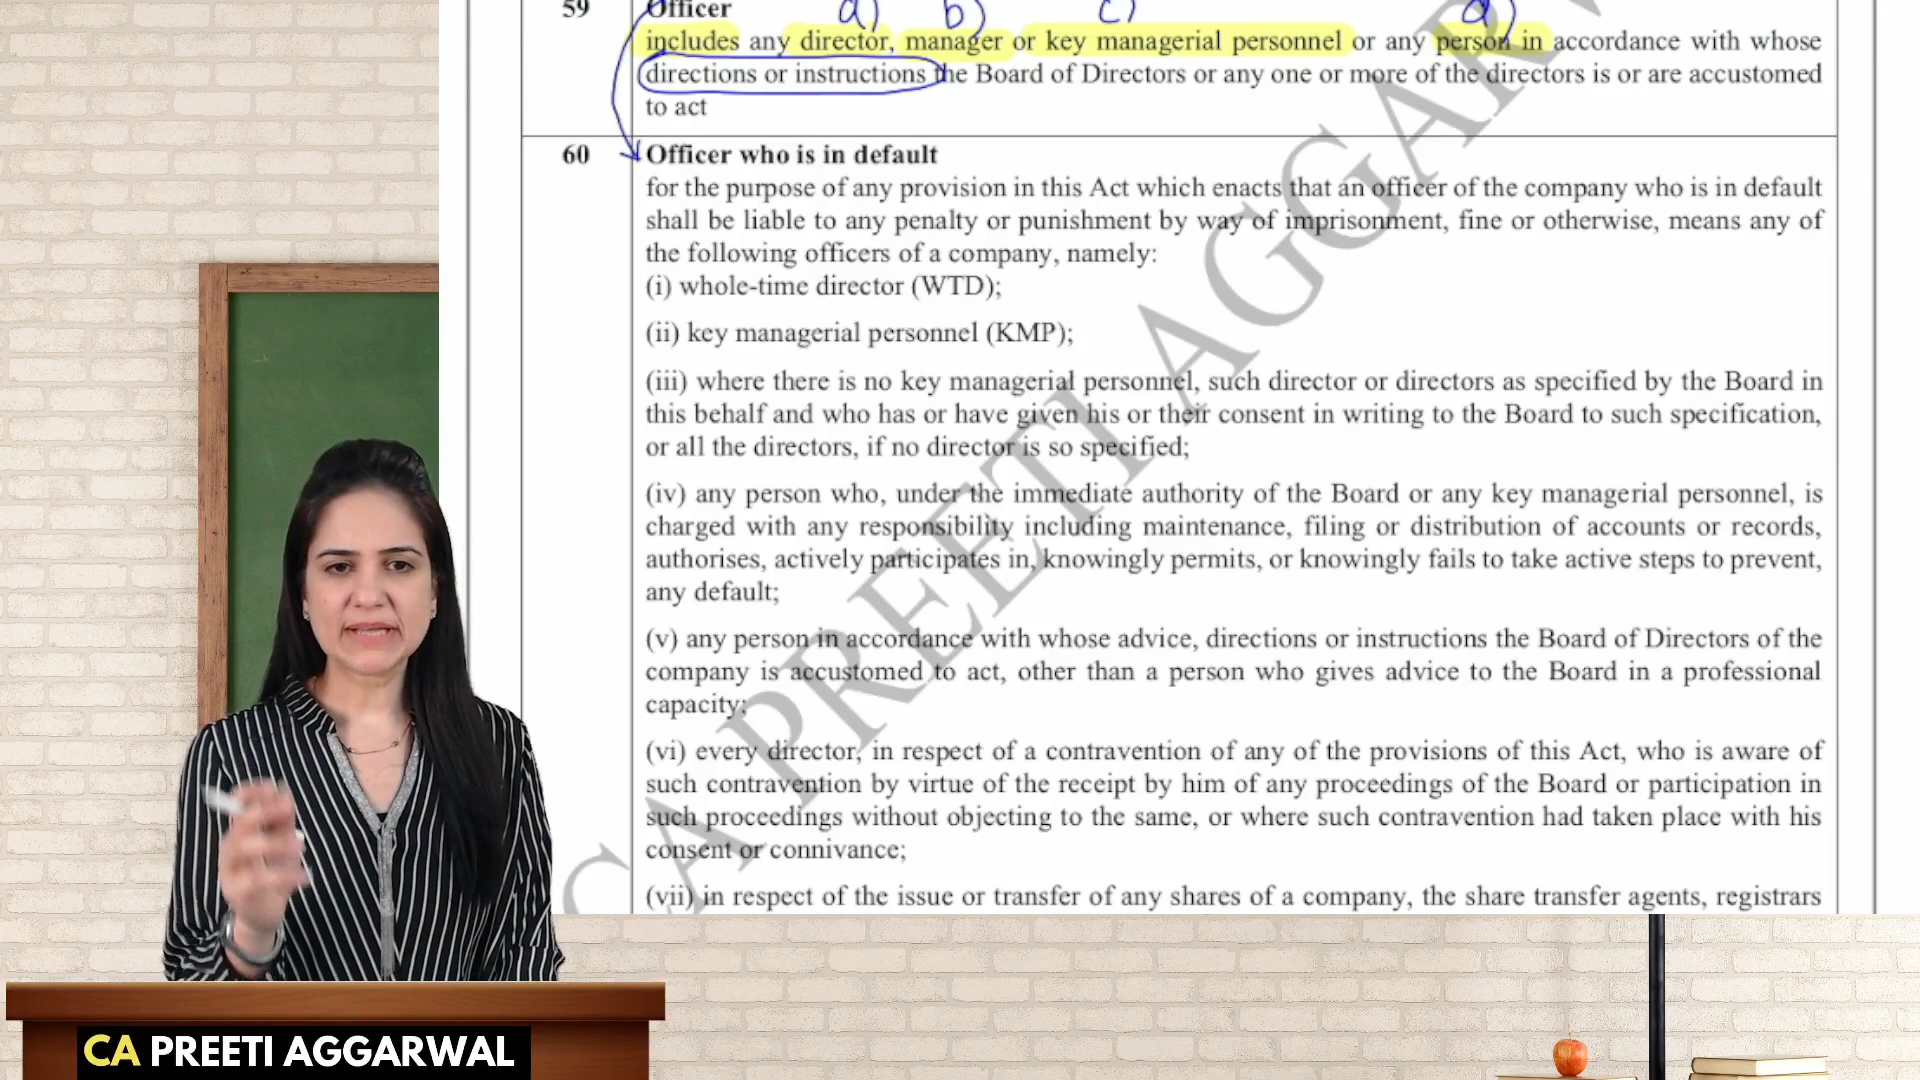 a) b) c) d)
59 Officer
includes any director, manager or key managerial personnel or any person in accordance with whose
directions or instructions the Board of Directors or any one or more of the directors is or are accustomed
to act
60 Officer who is in default
for the purpose of any provision in this Act which enacts that an officer of the company who is in default
shall be liable to any penalty or punishment by way of imprisonment, fine or otherwise, means any of
the following officers of a company, namely:
(i) whole-time director (WTD);
(ii) key managerial personnel (KMP);
(iii) where there is no key managerial personnel, such director or directors as specified by the Board in
this behalf and who has or have given his or their consent in writing to the Board to such specification,
or all the directors, if no director is so specified;
(iv) any person who, under the immediate authority of the Board or any key managerial personnel, is
charged with any responsibility including maintenance, filing or distribution of accounts or records,
authorises, actively participates in, knowingly permits, or knowingly fails to take active steps to prevent,
any default;
(v) any person in accordance with whose advice, directions or instructions the Board of Directors of the
company is accustomed to act, other than a person who gives advice to the Board in a professional
capacity;
(vi) every director, in respect of a contravention of any of the provisions of this Act, who is aware of
such contravention by virtue of the receipt by him of any proceedings of the Board or participation in
such proceedings without objecting to the same, or where such contravention had taken place with his
consent or connivance;
(vii) in respect of the issue or transfer of any shares of a company, the share transfer agents, registrars
CA PREETI AGGARW
CA PREETI AGGARWAL